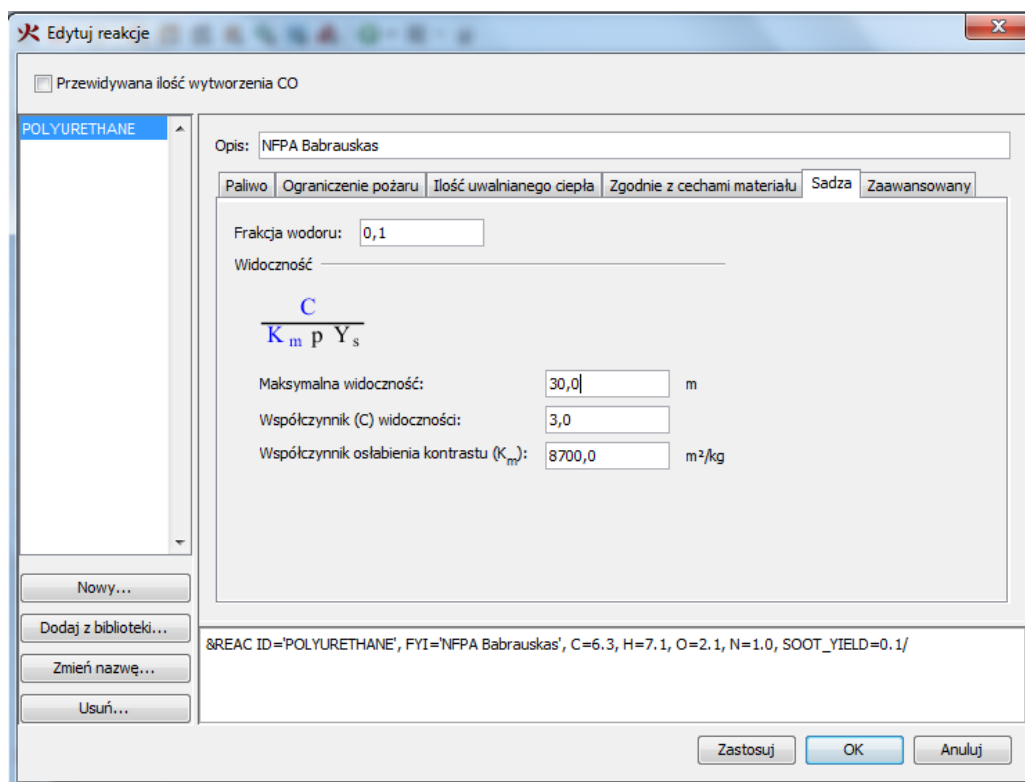 Edytuj reakcje
Przewidywana ilość wytworzenia CO
POLYURETHANE
Opis: NFPA Babrauskas
Paliwo Ograniczenie pożaru Ilość uwalnianego ciepła Zgodnie z cechami materiału Sadza Zaawansowany
Frakcja wodoru: 0,1
Widoczność
C
K m p Y s
Maksymalna widoczność: 30,0 m
Współczynnik (C) widoczności: 3,0
Współczynnik osłabienia kontrastu (Km): 8700,0 m²/kg
Nowy...
Dodaj z biblioteki...
Zmień nazwę...
Usuń...
&REAC ID='POLYURETHANE', FYI='NFPA Babrauskas', C=6.3, H=7.1, O=2.1, N=1.0, SOOT_YIELD=0.1/
Zastosuj OK Anuluj